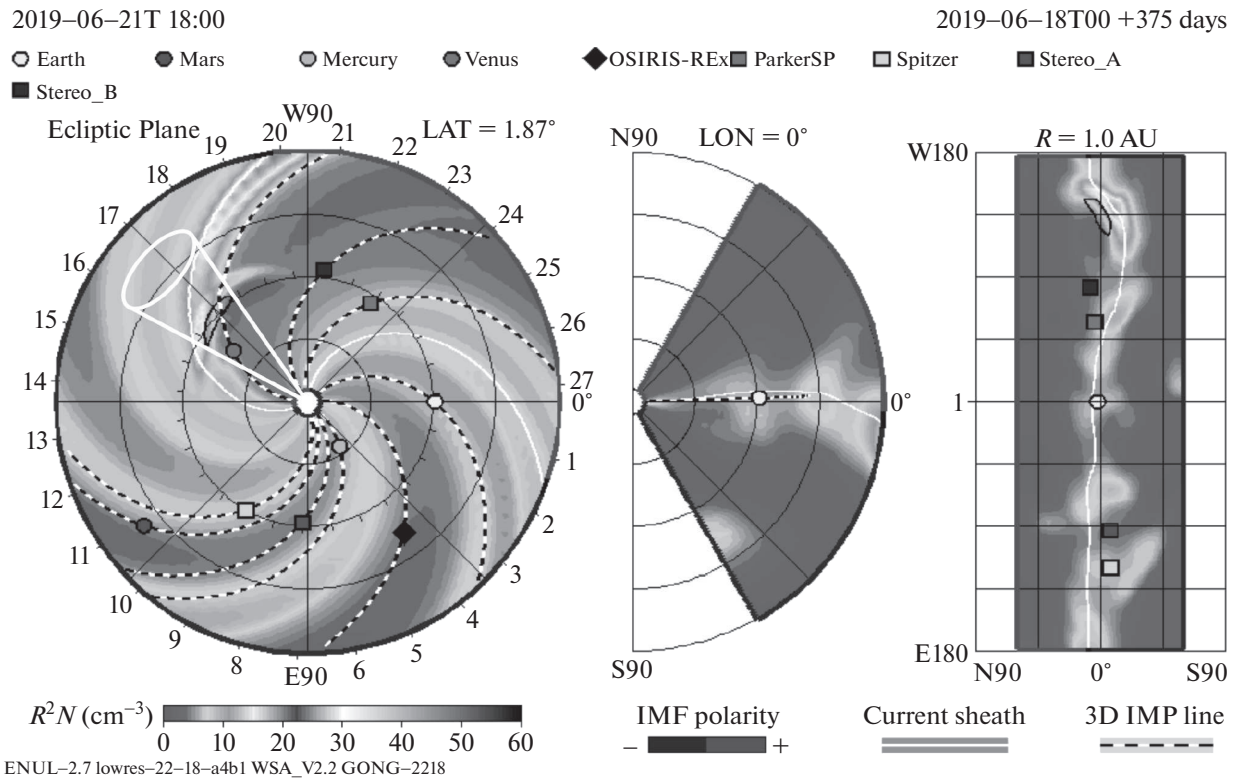 2019–06–21T 18:00 2019–06–18T00 +375 days
Earth Mars Mercury Venus OSIRIS-REx ParkerSP Spitzer Stereo_A
Stereo_B
Ecliptic Plane W90 LAT = 1.87° N90 LON = 0° W180 R = 1.0 AU
20 21
19 22
18 23
17 24
16 25
15 26
14 27
0° 0° 1
13 1
12 2
11 3
10 4
9 5
8 6
E90 S90 E180 N90 0° S90
R²N (cm⁻³) IMF polarity Current sheath 3D IMP line
– +
0 10 20 30 40 50 60
ENUL–2.7 lowres–22–18–a4b1 WSA_V2.2 GONG–2218